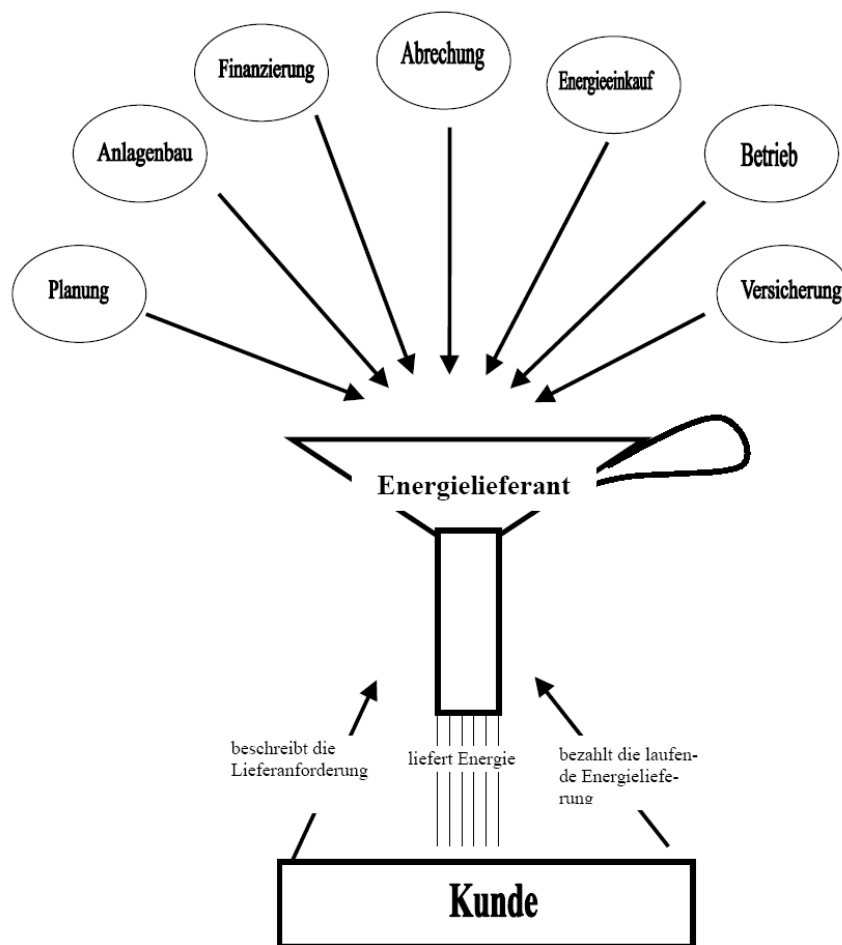 Abrechung
Finanzierung
Energieeinkauf
Anlagenbau
Betrieb
Planung
Versicherung
Energielieferant
beschreibt die
Lieferanforderung
liefert Energie
bezahlt die laufen-
de Energieliefe-
rung
Kunde